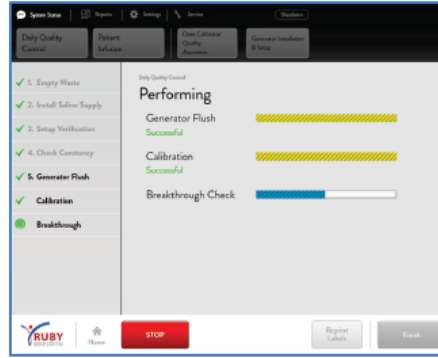 System Status
Reports
Settings
Service
Shutdown
Daily Quality
Control
Patient
Infusion
Dose Calibrator
Quality
Assurance
Generator Installation
& Setup
1. Empty Waste
2. Install Saline Supply
3. Setup Verification
4. Check Constancy
5. Generator Flush
Calibration
Breakthrough
Daily Quality Control
Performing
Generator Flush
Successful
Calibration
Successful
Breakthrough Check
RUBY
Home
STOP
Reprint
Labels
Finish